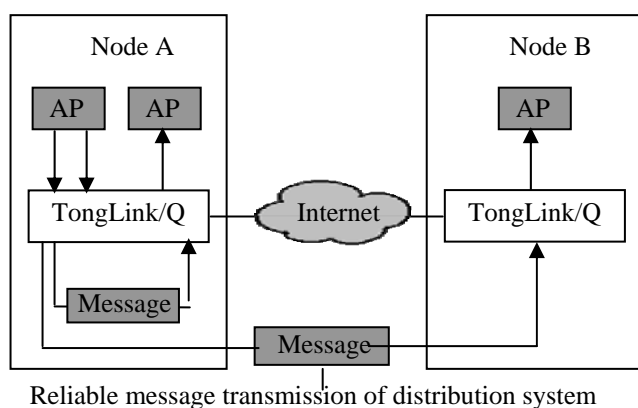 Node A
Node B
AP
AP
AP
TongLink/Q
Internet
TongLink/Q
Message
Message
Reliable message transmission of distribution system